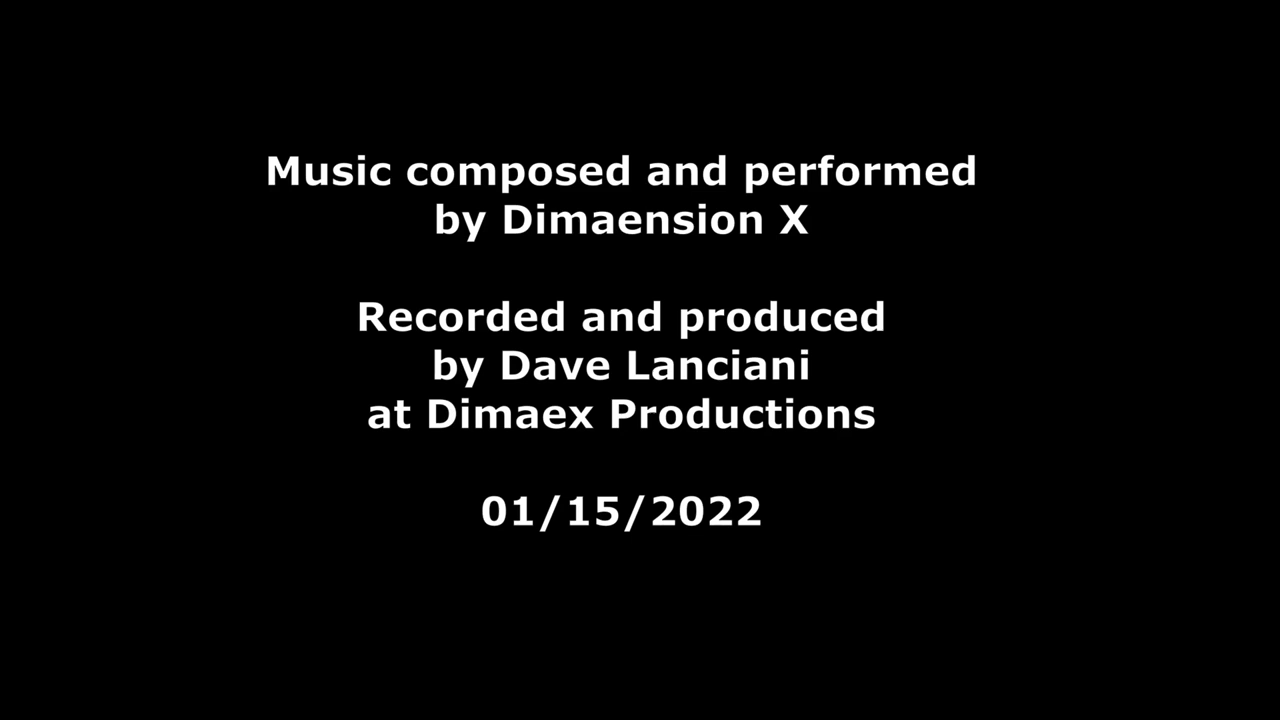 Music composed and performed
by Dimaension X
Recorded and produced
by Dave Lanciani
at Dimaex Productions
01/15/2022